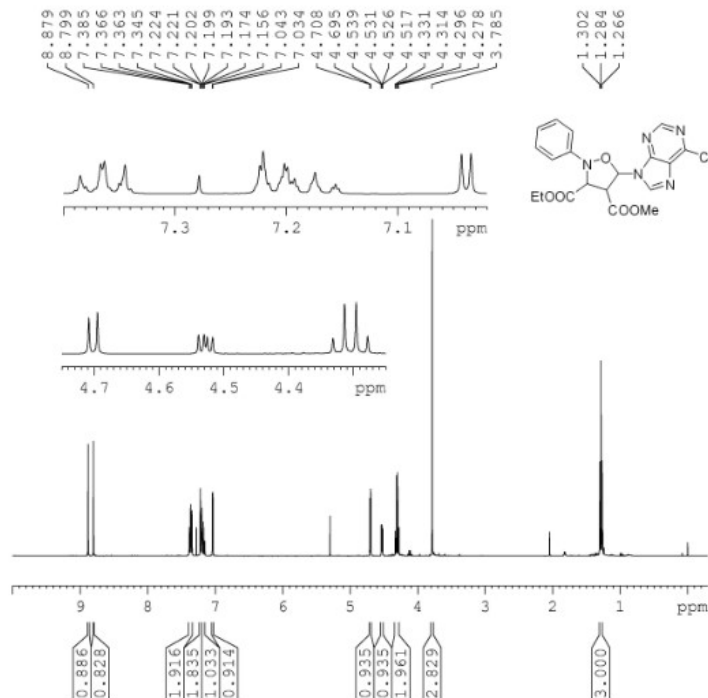 8.879 8.799 7.385 7.366 7.363 7.345 7.224 7.221 7.202 7.199 7.193 7.174 7.156 7.043 7.034 4.708 4.695 4.539 4.531 4.526 4.517 4.331 4.314 4.296 4.278 3.785 1.302 1.284 1.266
N N
C
N O N
N N
EtOOC
COOMe
7.3 7.2 7.1 ppm
4.7 4.6 4.5 4.4 ppm
9 8 7 6 5 4 3 2 1 ppm
0.886 0.828 1.916 1.835 1.033 0.914 0.935 0.935 1.961 2.829 3.000